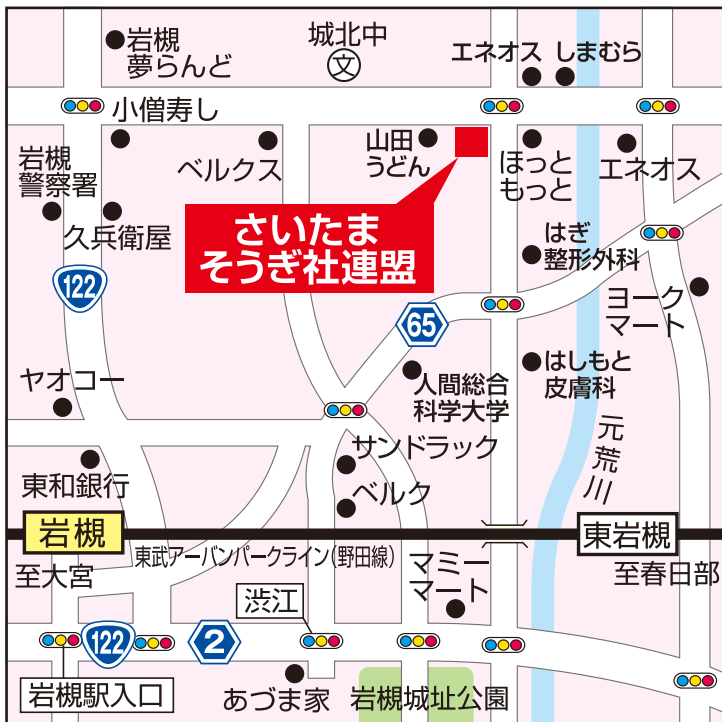 岩槻
夢らんど
城北中
文
エネオス
しまむら
小僧寿し
ベルクス
山田
うどん
ほっと
もっと
エネオス
岩槻
警察署
久兵衛屋
さいたま
そうぎ社連盟
はぎ
整形外科
122
65
ヨーク
マート
ヤオコー
人間総合
科学大学
はしもと
皮膚科
サンドラック
元荒川
東和銀行
ベルク
岩槻
東岩槻
東武アーバンパークライン(野田線)
至大宮
マミー
マート
至春日部
渋江
122
2
岩槻駅入口
あづま家
岩槻城址公園